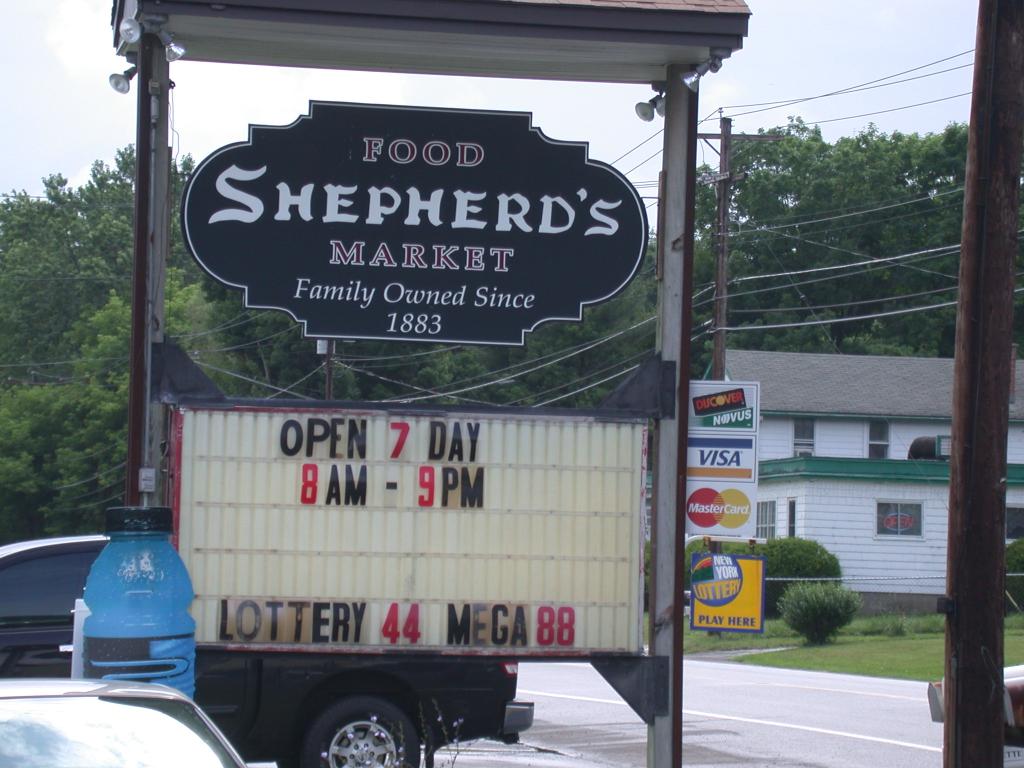 FOOD
SHEPHERD'S
MARKET
Family Owned Since
1883
OPEN 7 DAY
8 AM - 9 PM
LOTTERY 44 MEGA 88
DISCOVER
NOVUS
VISA
MasterCard
NEW
YORK
LOTTERY
PLAY HERE
OPEN